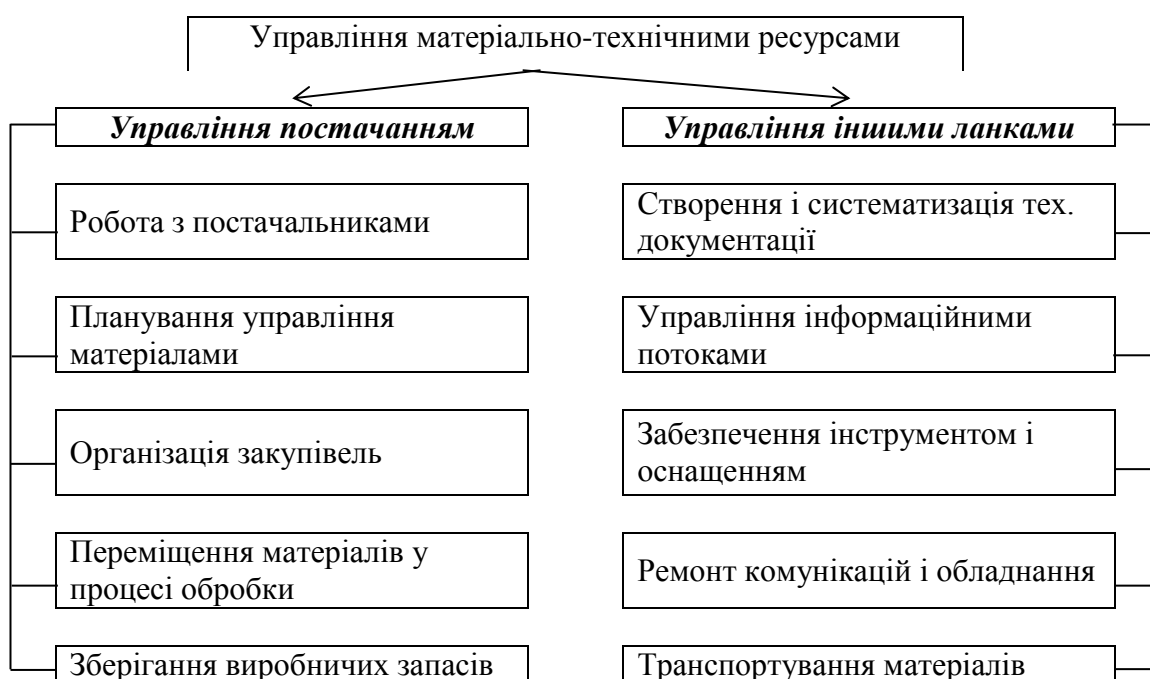 Управління матеріально-технічними ресурсами
Управління постачанням
Робота з постачальниками
Планування управління
матеріалами
Організація закупівель
Переміщення матеріалів у
процесі обробки
Зберігання виробничих запасів
Управління іншими ланками
Створення і систематизація тех.
документації
Управління інформаційними
потоками
Забезпечення інструментом і
оснащенням
Ремонт комунікацій і обладнання
Транспортування матеріалів